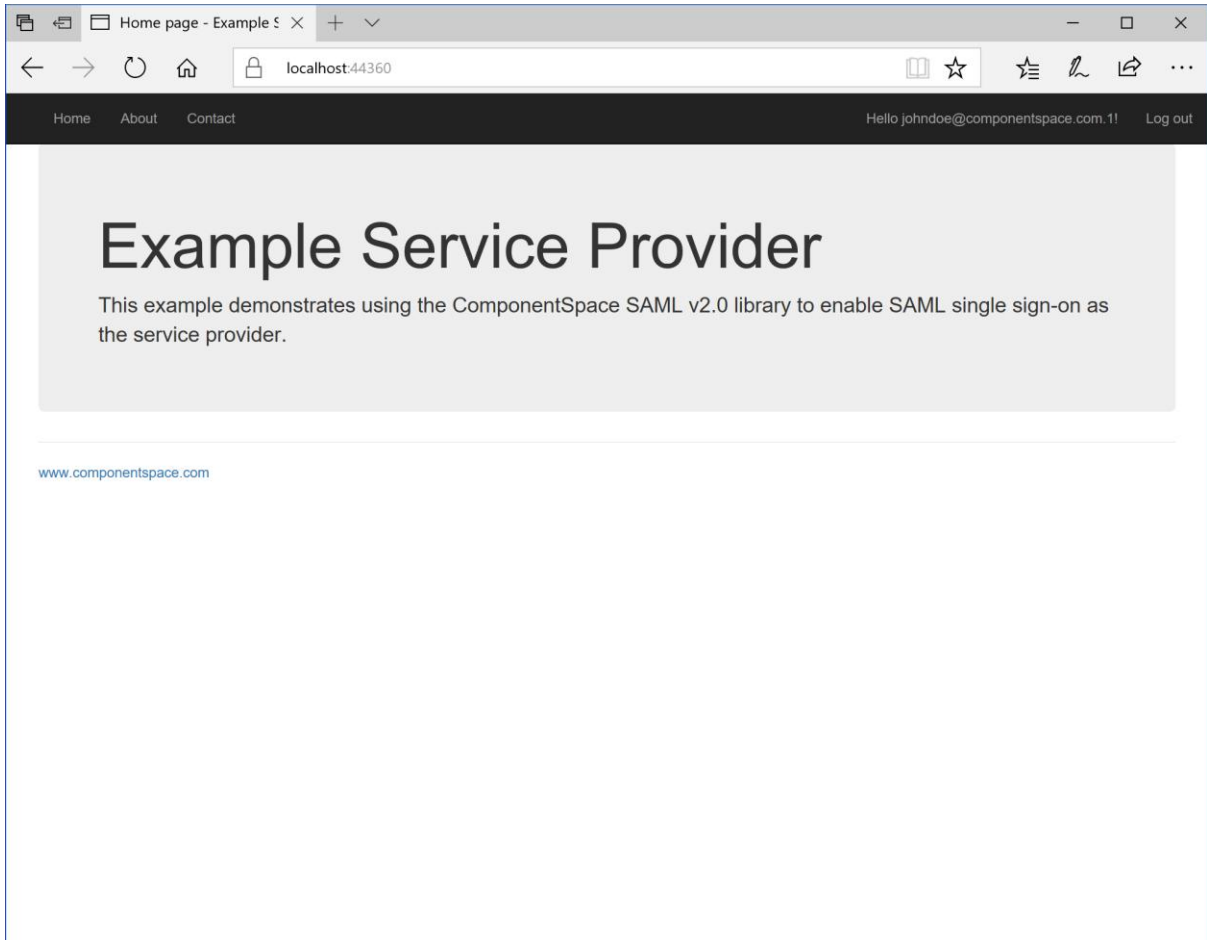 Home page - Example S
localhost:44360
Home About Contact Hello johndoe@componentspace.com.1! Log out
Example Service Provider
This example demonstrates using the ComponentSpace SAML v2.0 library to enable SAML single sign-on as
the service provider.
www.componentspace.com